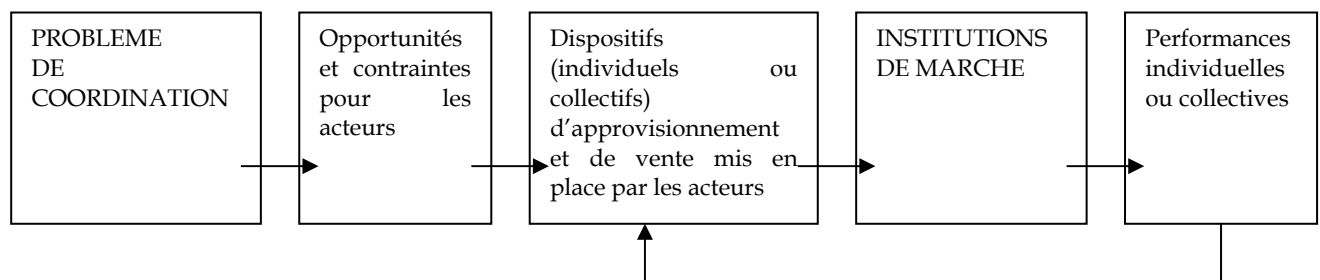 PROBLEME
DE
COORDINATION
Opportunités
et contraintes
pour les
acteurs
Dispositifs
(individuels ou
collectifs)
d’approvisionnement
et de vente mis en
place par les acteurs
INSTITUTIONS
DE MARCHE
Performances
individuelles
ou collectives